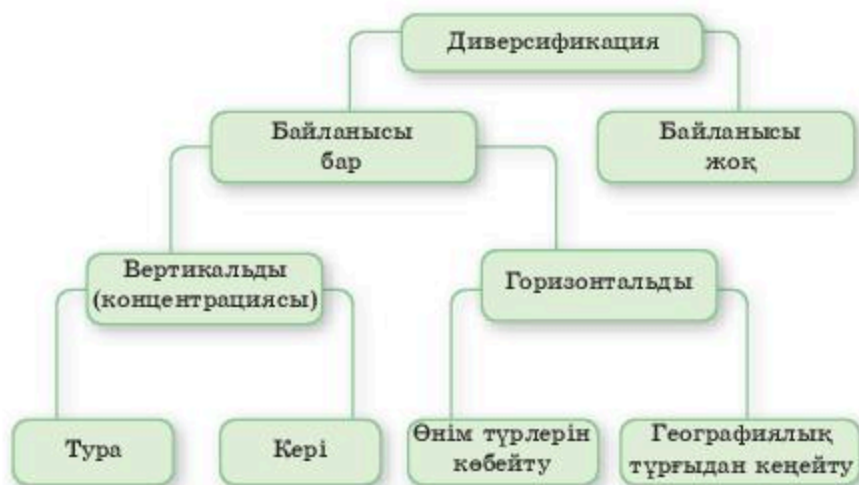 Диверсификация
Байланысы
бар
Байланысы
жоқ
Вертикальды
(концентрациясы)
Горизонтальды
Тура
Кері
Өнім түрлерін
көбейту
Географиялық
тұрғыдан кеңейту